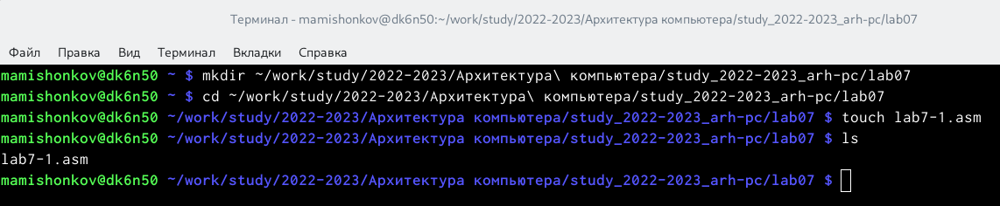 Терминал - mamishonkov@dk6n50:~/work/study/2022-2023/Архитектура компьютера/study_2022-2023_arh-pc/lab07
Файл Правка Вид Терминал Вкладки Справка
mamishonkov@dk6n50 ~ $ mkdir ~/work/study/2022-2023/Архитектура\ компьютера/study_2022-2023_arh-pc/lab07
mamishonkov@dk6n50 ~ $ cd ~/work/study/2022-2023/Архитектура\ компьютера/study_2022-2023_arh-pc/lab07
mamishonkov@dk6n50 ~/work/study/2022-2023/Архитектура компьютера/study_2022-2023_arh-pc/lab07 $ touch lab7-1.asm
mamishonkov@dk6n50 ~/work/study/2022-2023/Архитектура компьютера/study_2022-2023_arh-pc/lab07 $ ls
lab7-1.asm
mamishonkov@dk6n50 ~/work/study/2022-2023/Архитектура компьютера/study_2022-2023_arh-pc/lab07 $